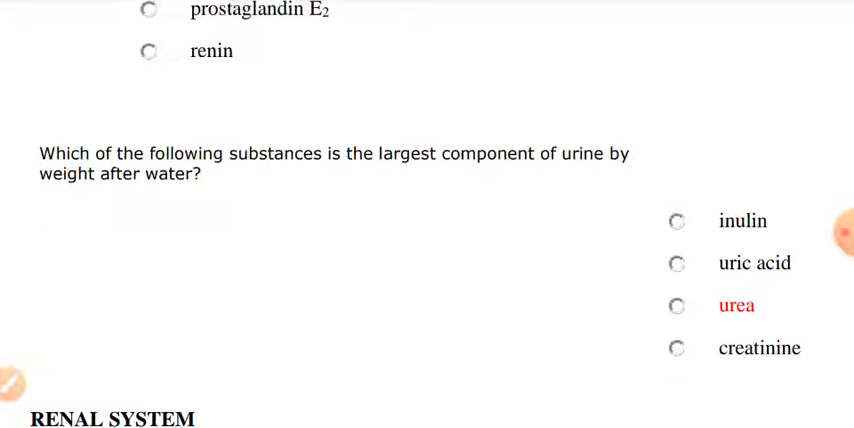 prostaglandin E₂
renin
Which of the following substances is the largest component of urine by
weight after water?
inulin
uric acid
urea
creatinine
RENAL SYSTEM